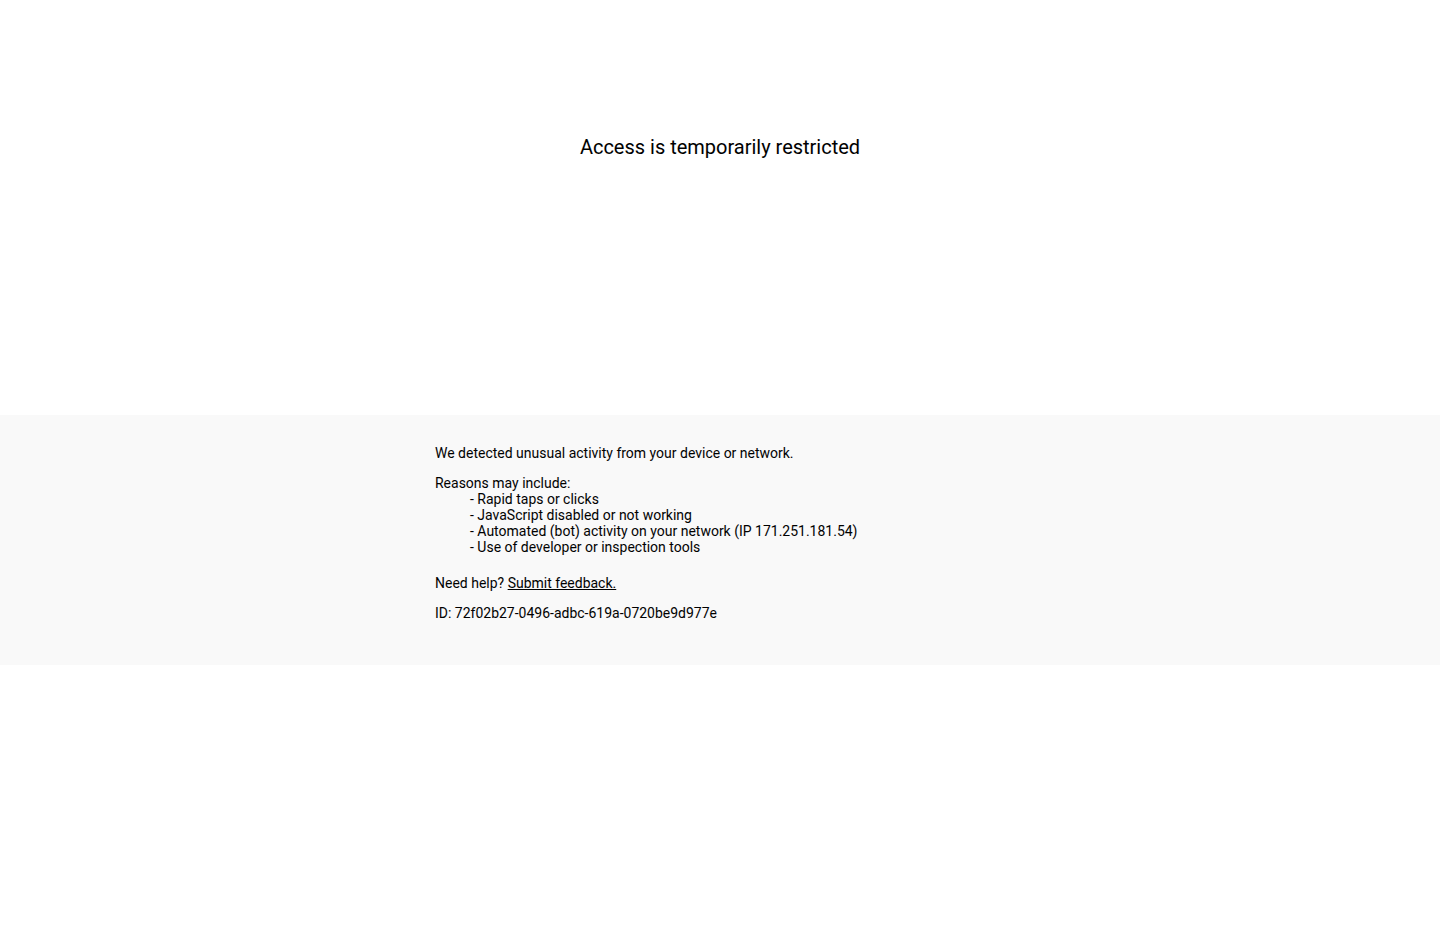 Access is temporarily restricted
We detected unusual activity from your device or network.
Reasons may include:
- Rapid taps or clicks
- JavaScript disabled or not working
- Automated (bot) activity on your network (IP 171.251.181.54)
- Use of developer or inspection tools
Need help? Submit feedback.
ID: 72f02b27-0496-adbc-619a-0720be9d977e